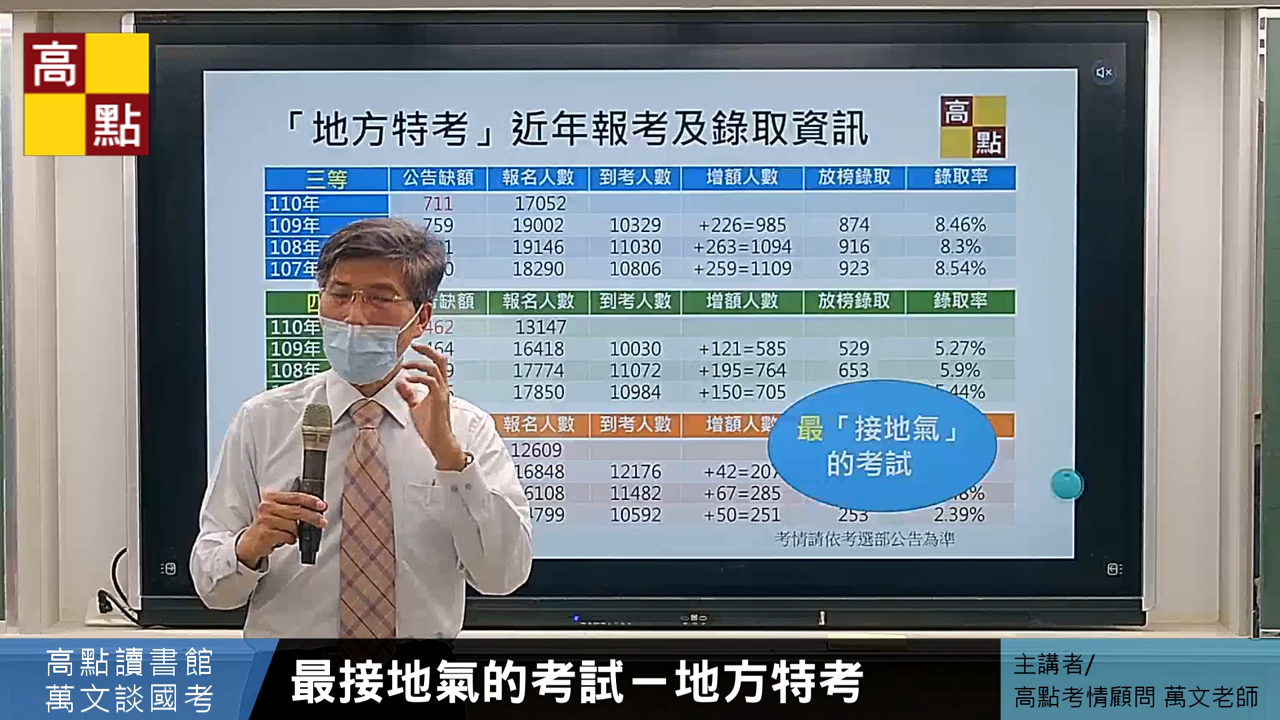 高
點
「地方特考」近年報考及錄取資訊
高
點
三等 公告缺額 報名人數 到考人數 增額人數 放榜錄取 錄取率
110年 711 17052
109年 759 19002 10329 +226=985 874 8.46%
108年 19146 11030 +263=1094 916 8.3%
107年 18290 10806 +259=1109 923 8.54%
缺額 報名人數 到考人數 增額人數 放榜錄取 錄取率
110年 462 13147
109年 464 16418 10030 +121=585 529 5.27%
108年 17774 11072 +195=764 653 5.9%
17850 10984 +150=705
報名人數 到考人數 增額人數
12609
16848 12176
11482 +67=285
10592 +50=251 253 2.39%
最「接地氣」
的考試
考情請依考選部公告為準
高點讀書館
萬文談國考
最接地氣的考試－地方特考
主講者/
高點考情顧問 萬文老師